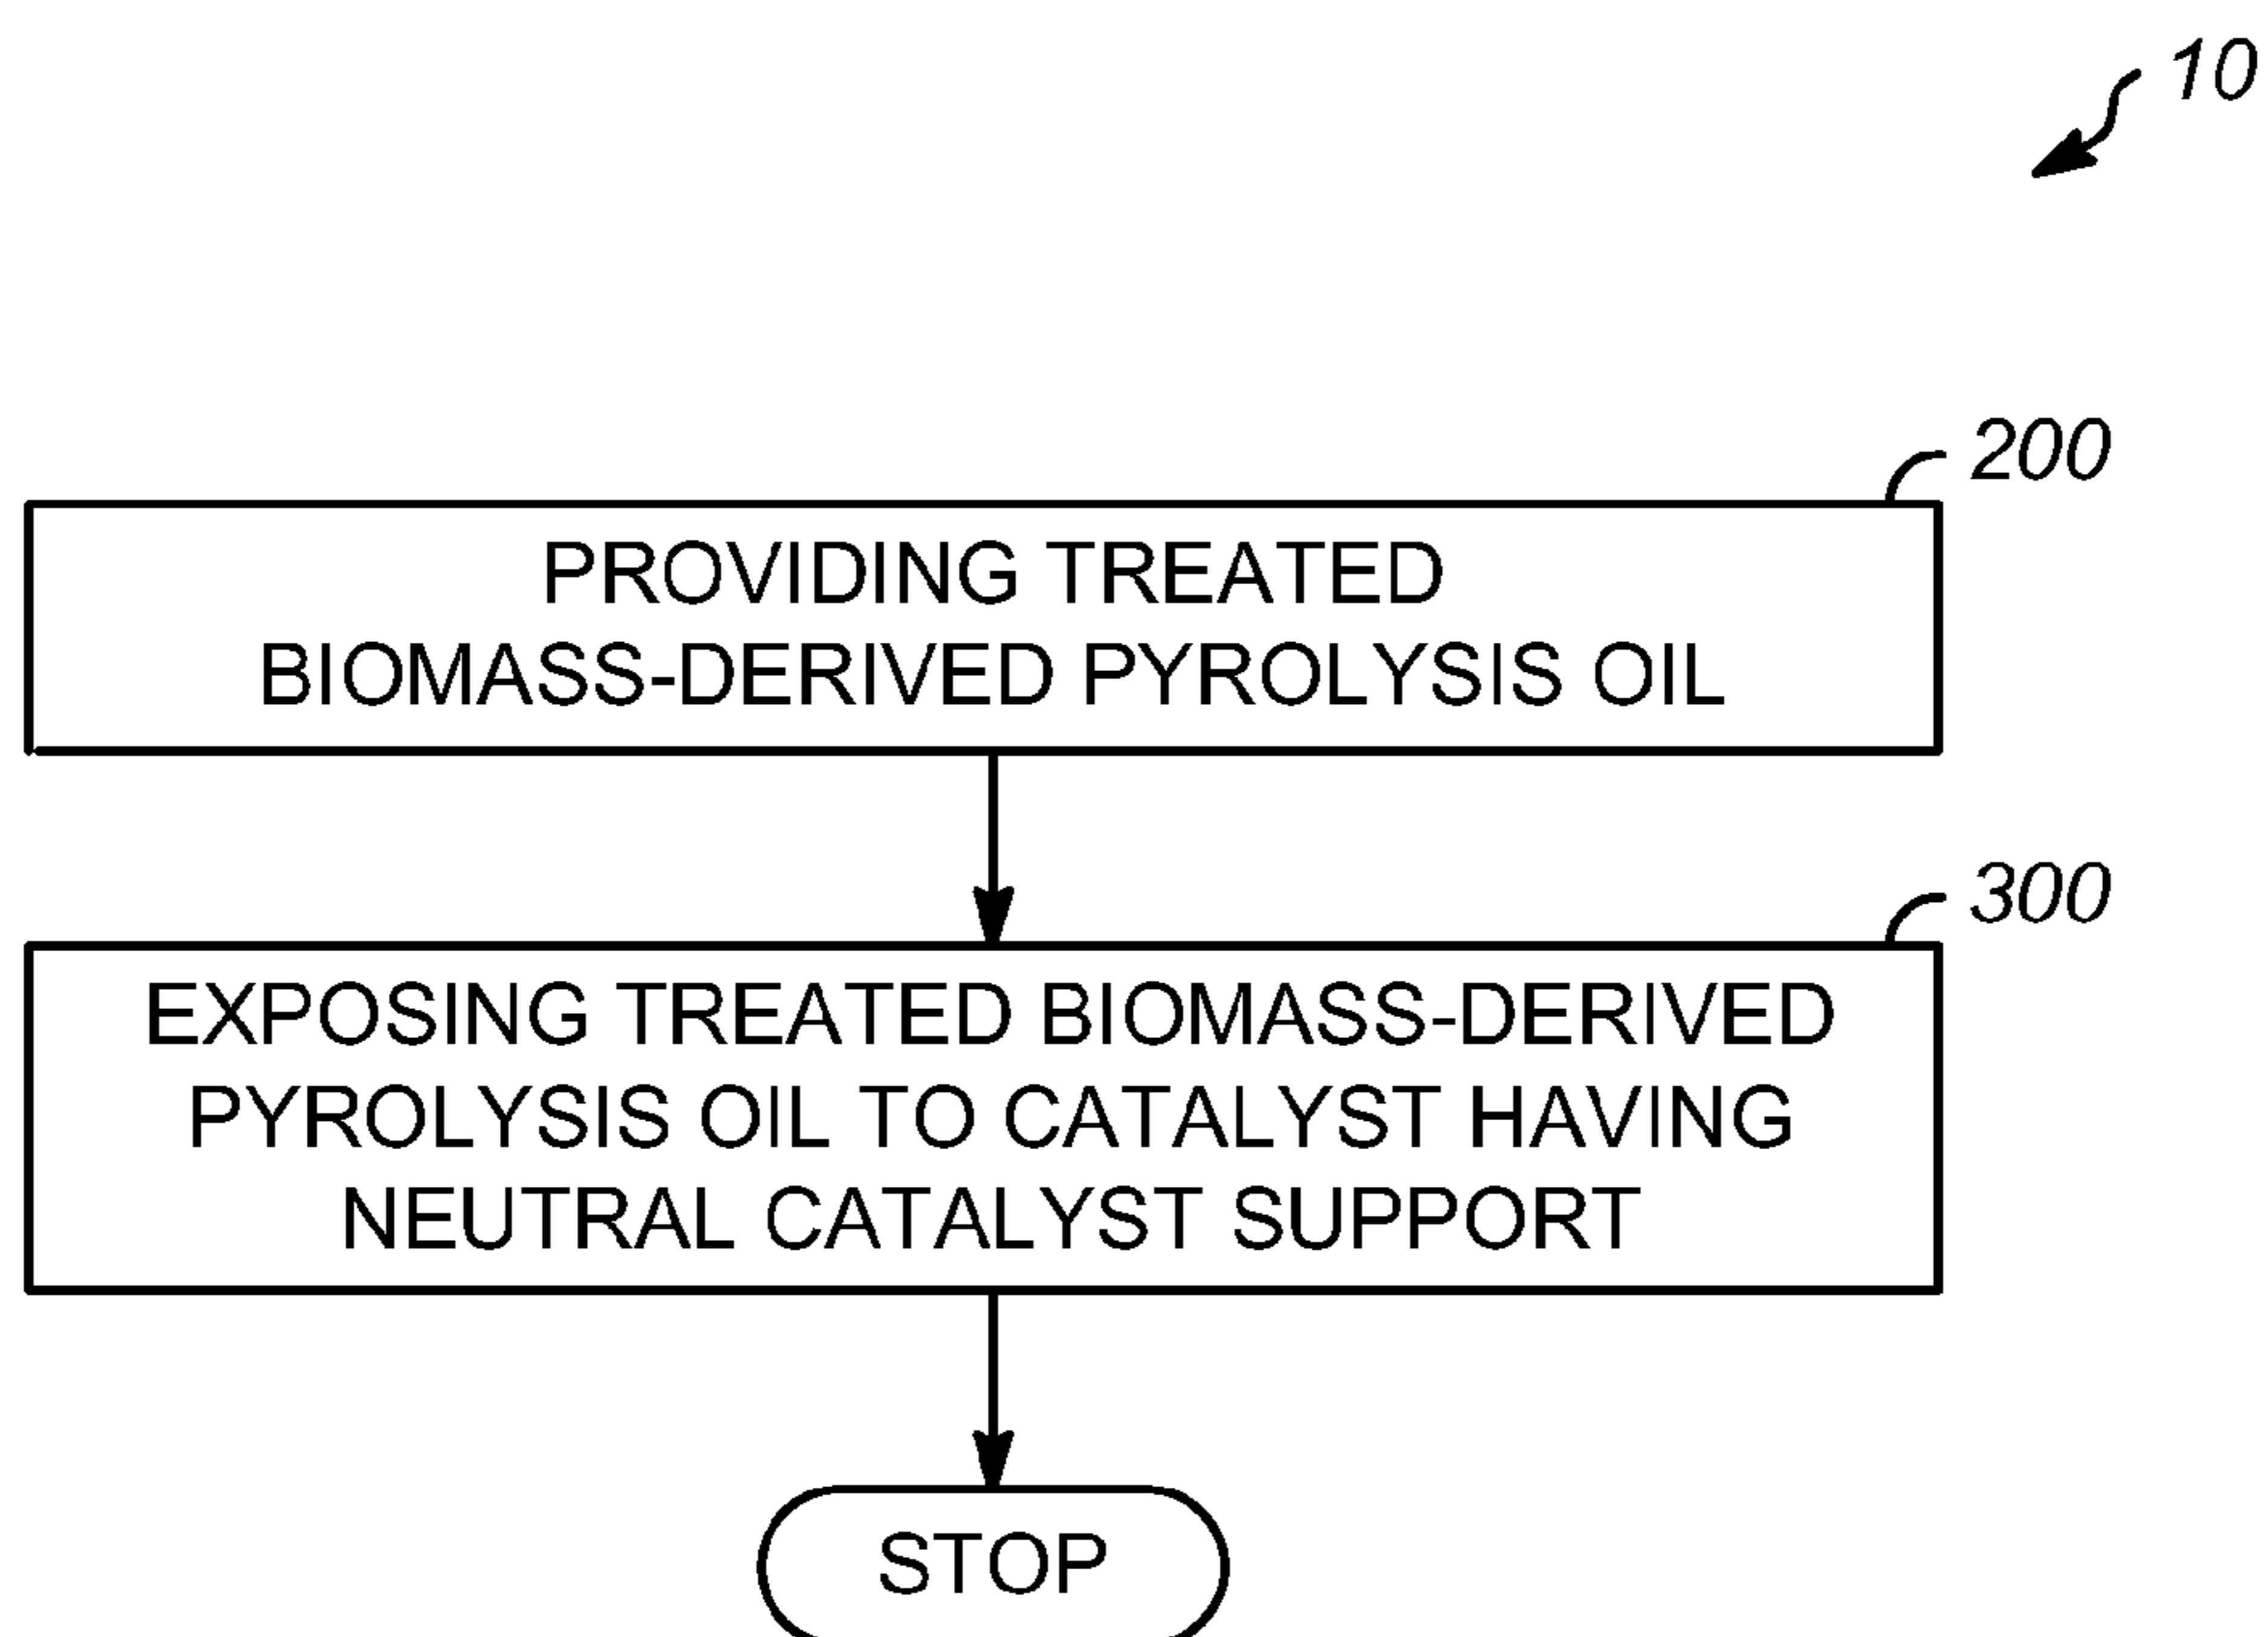 10
200
PROVIDING TREATED
BIOMASS-DERIVED PYROLYSIS OIL
300
EXPOSING TREATED BIOMASS-DERIVED
PYROLYSIS OIL TO CATALYST HAVING
NEUTRAL CATALYST SUPPORT
STOP